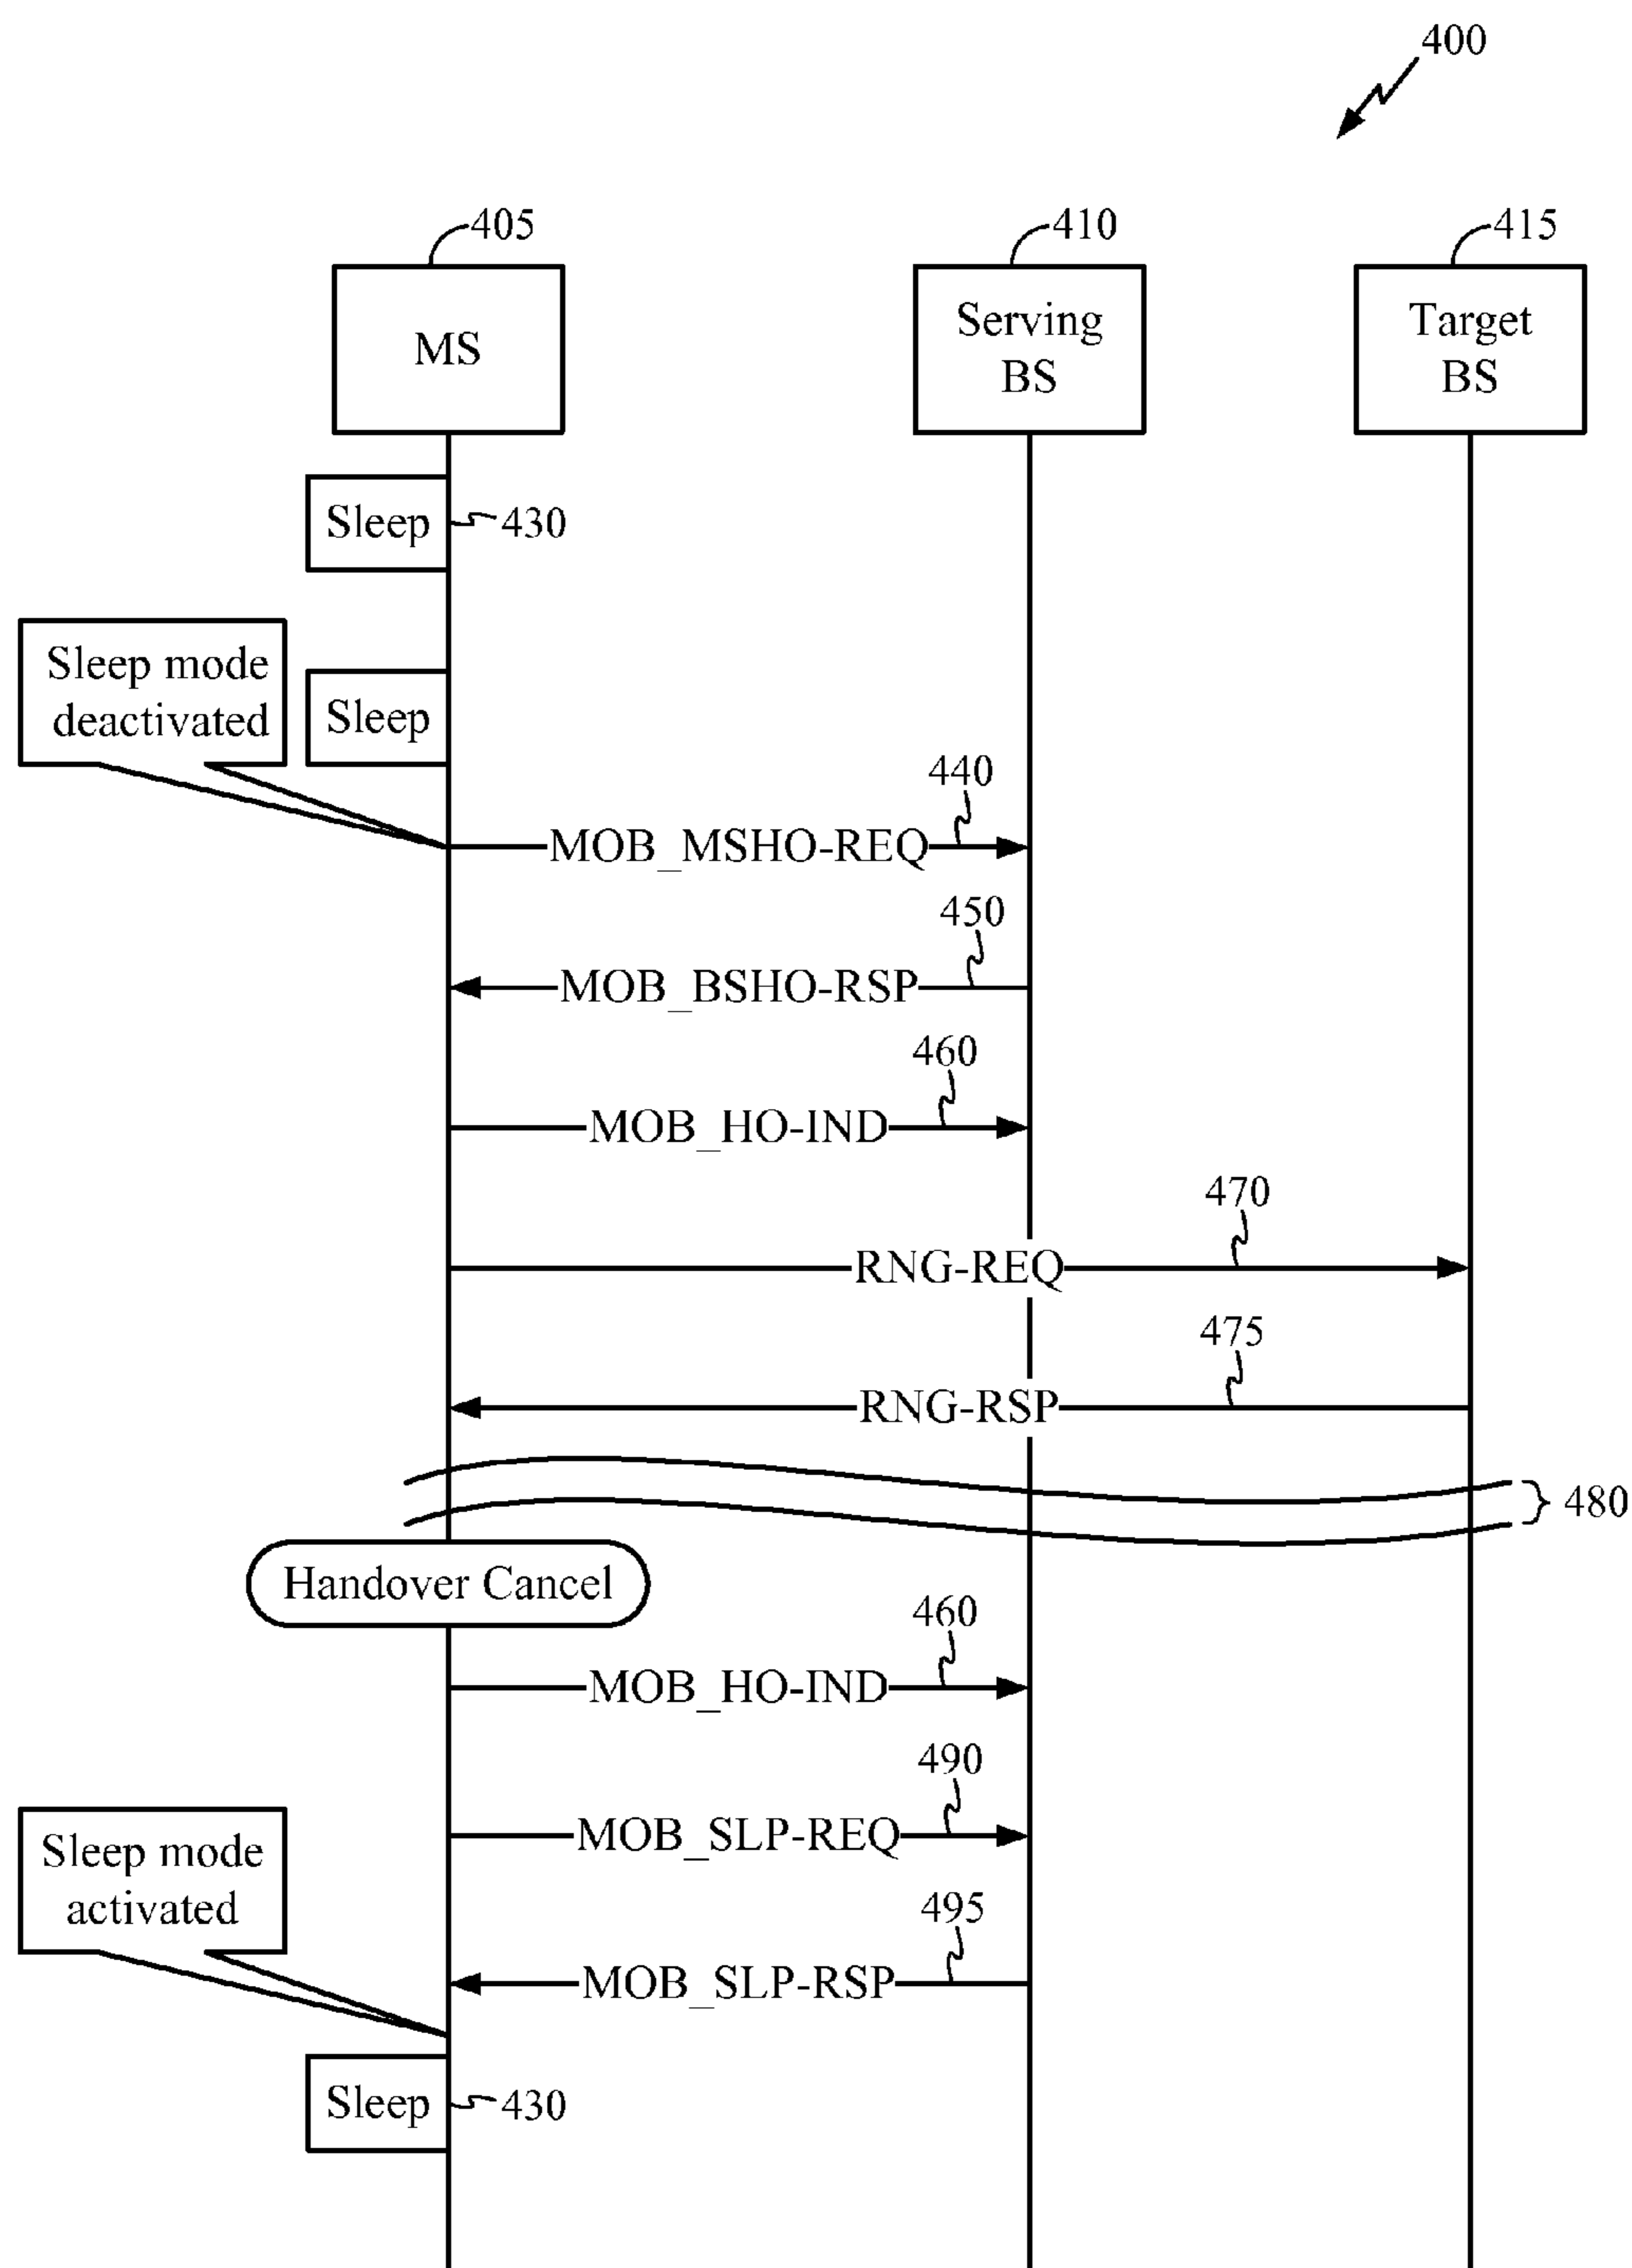 400
405
410
415
MS
Serving
BS
Target
BS
Sleep
430
Sleep mode
deactivated
Sleep
440
MOB_MSHO-REQ
450
MOB_BSHO-RSP
460
MOB_HO-IND
470
RNG-REQ
475
RNG-RSP
480
Handover Cancel
460
MOB_HO-IND
490
MOB_SLP-REQ
Sleep mode
activated
495
MOB_SLP-RSP
Sleep
430